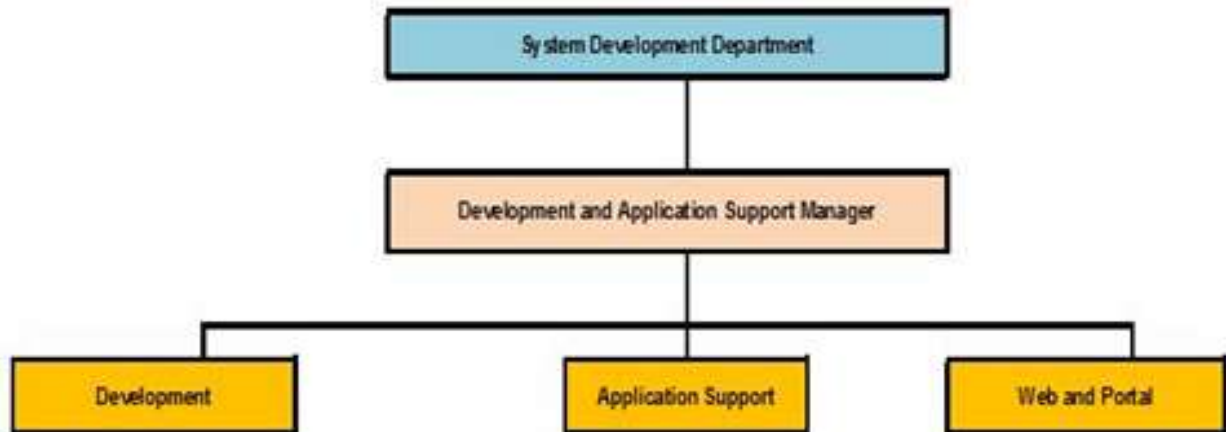 System Development Department
Development and Application Support Manager
Development
Application Support
Web and Portal